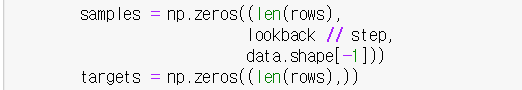 samples = np.zeros((len(rows),
lookback // step,
data.shape[-1]))
targets = np.zeros((len(rows),))